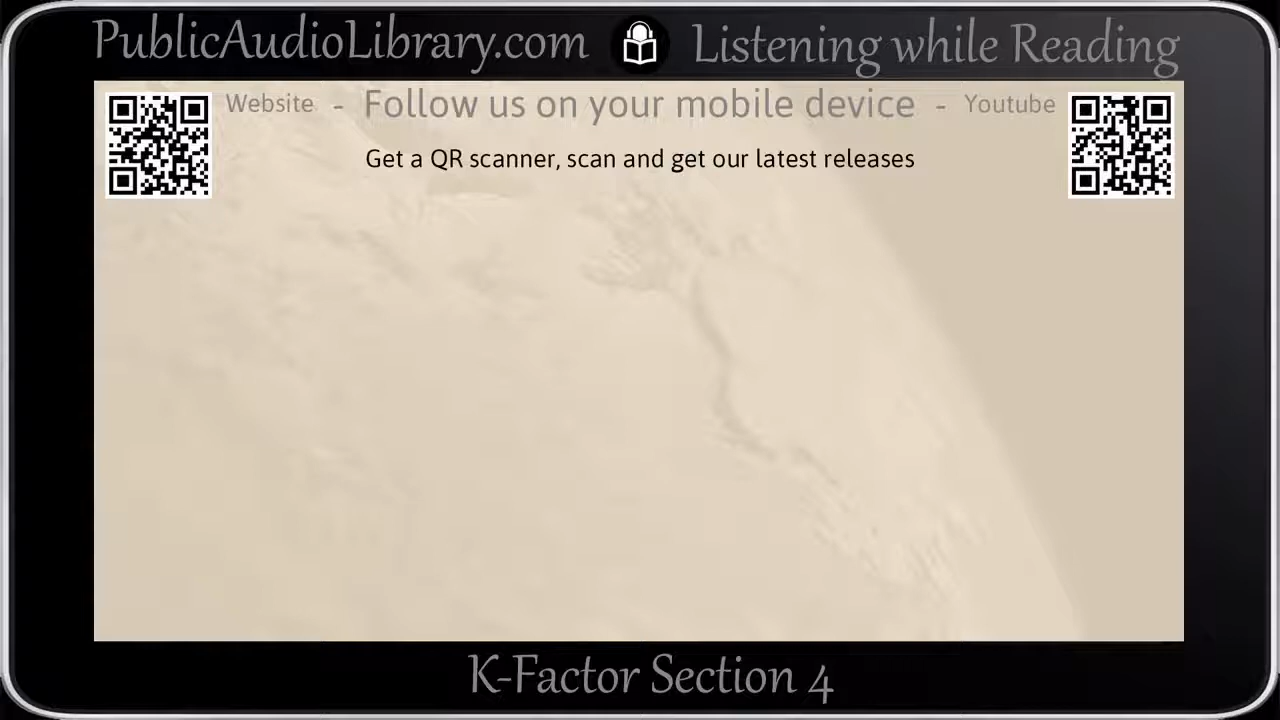 PublicAudioLibrary.com Listening while Reading
Website - Follow us on your mobile device - Youtube
Get a QR scanner, scan and get our latest releases
K-Factor Section 4